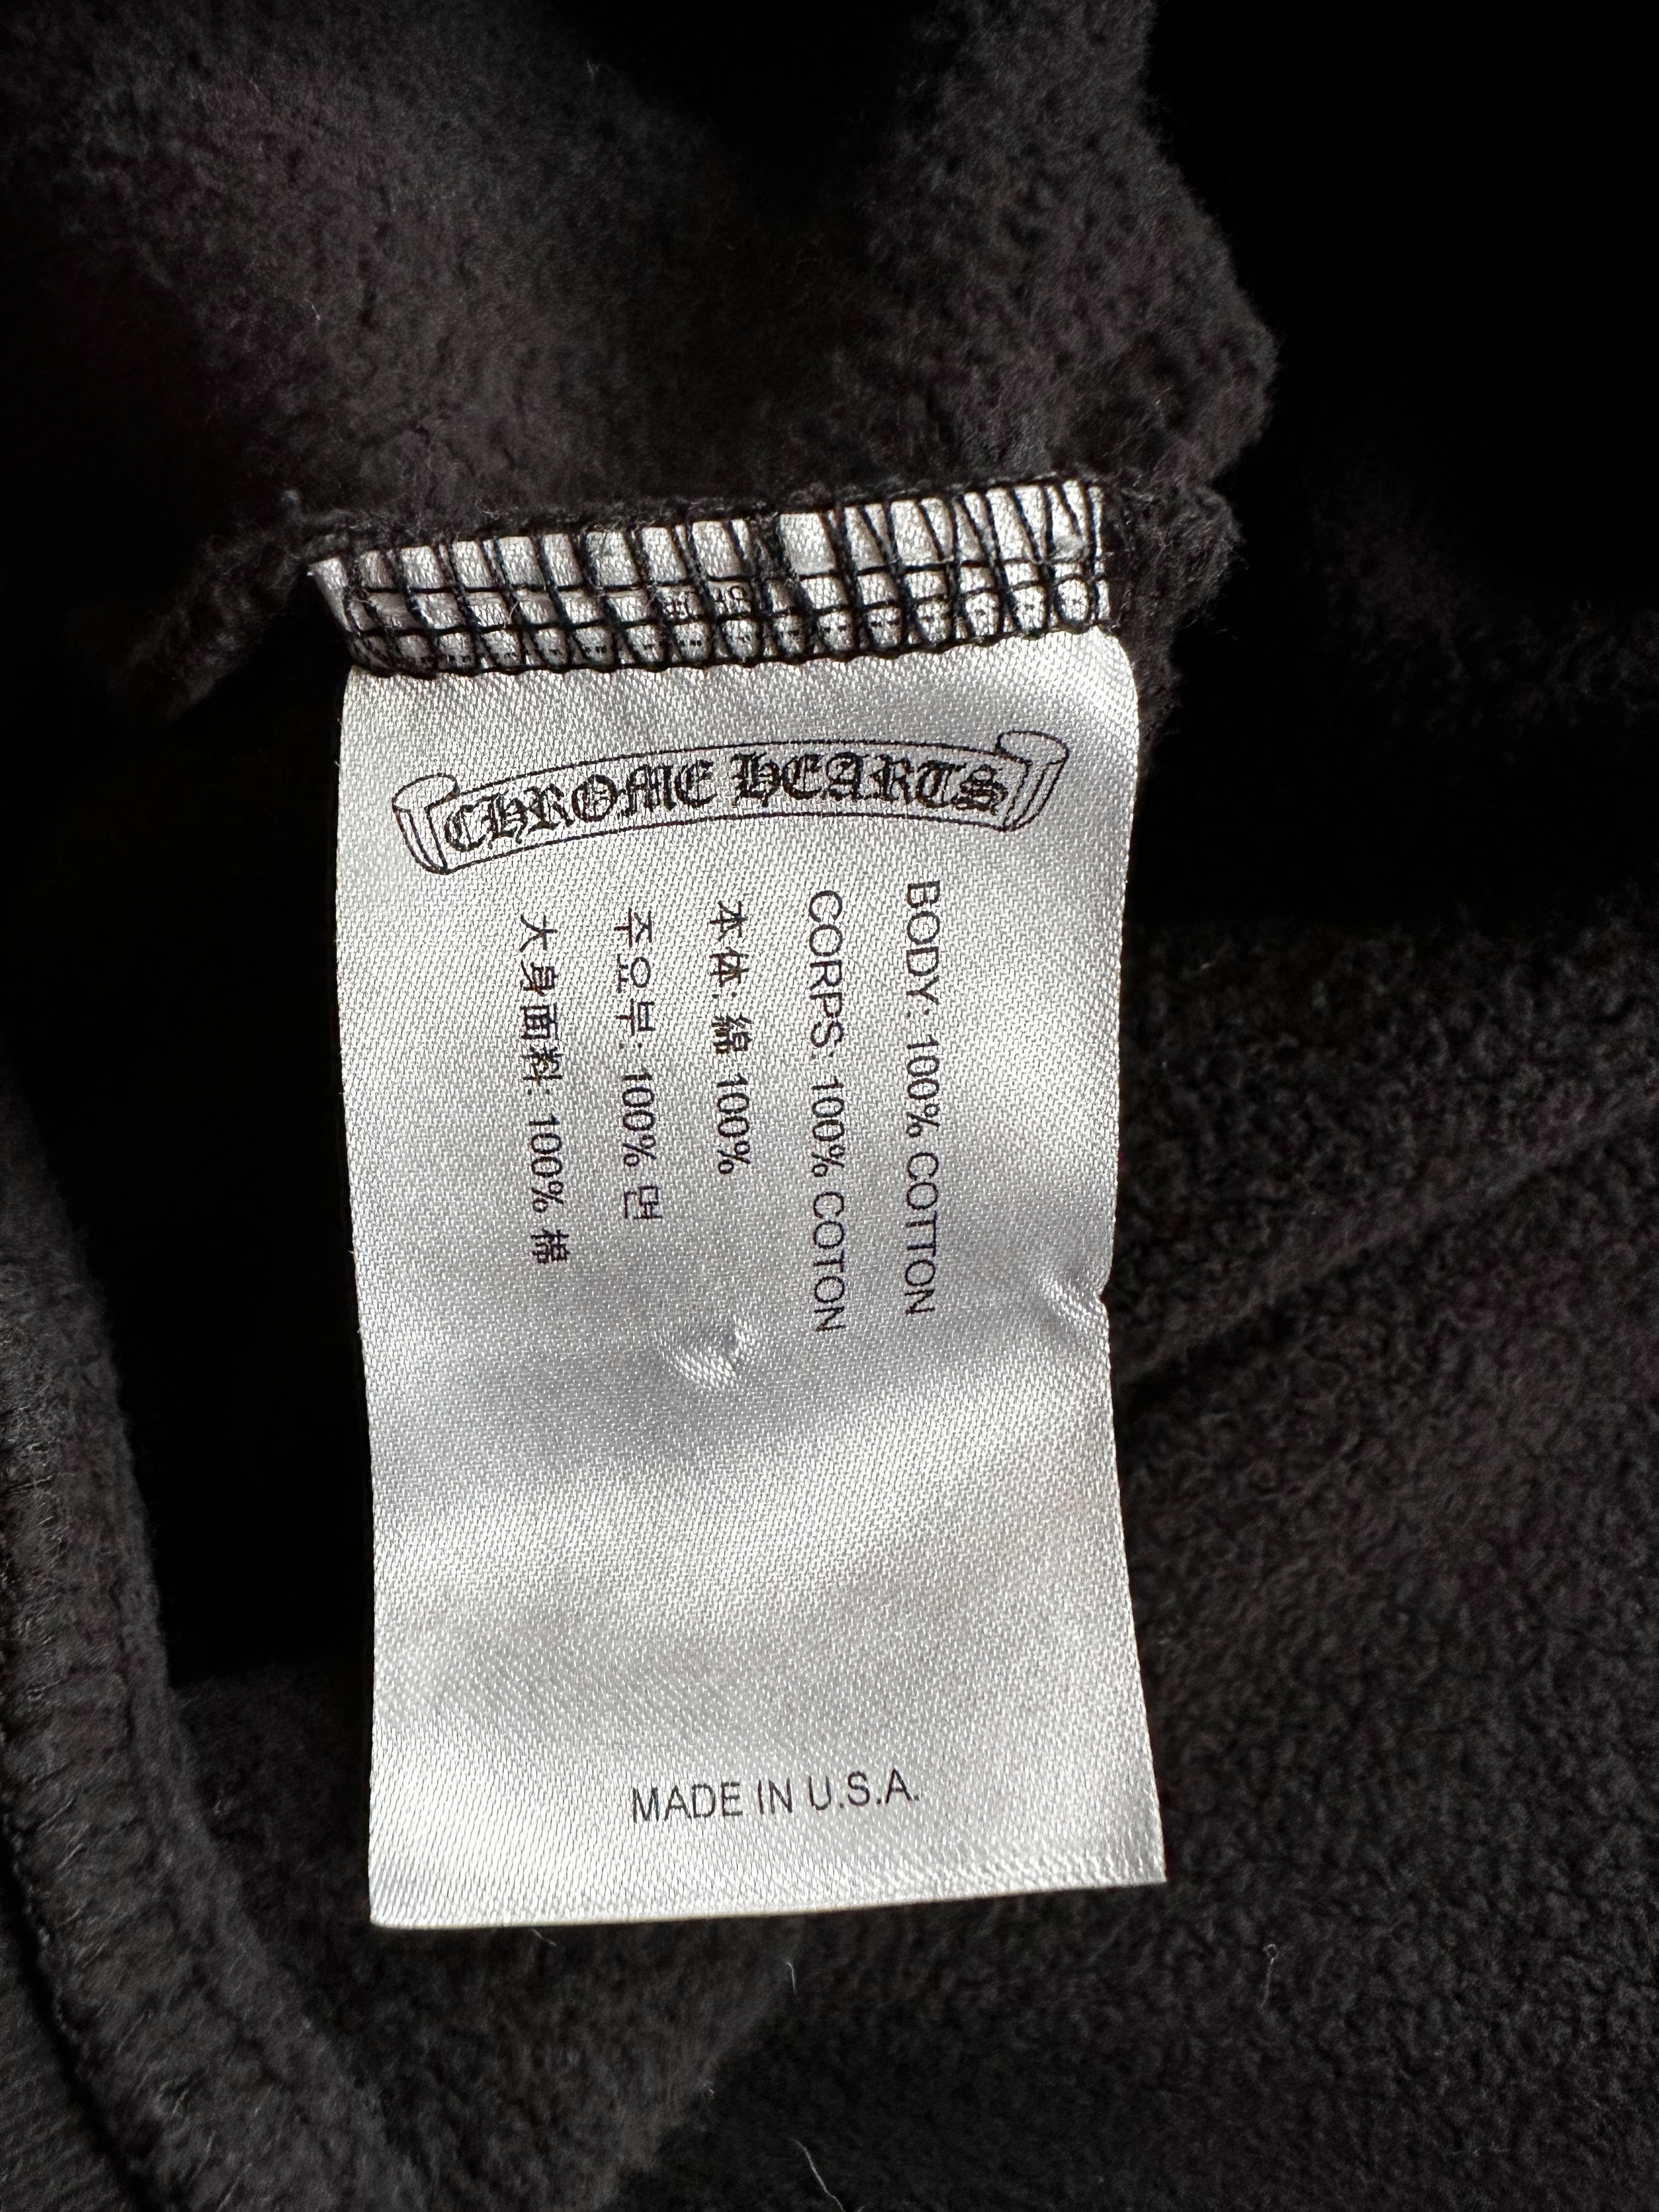 CHROME HEARTS
BODY: 100% COTTON
CORPS: 100% COTON
本体: 綿 100%
주요부: 100% 면
大身面料: 100% 棉
MADE IN U.S.A.